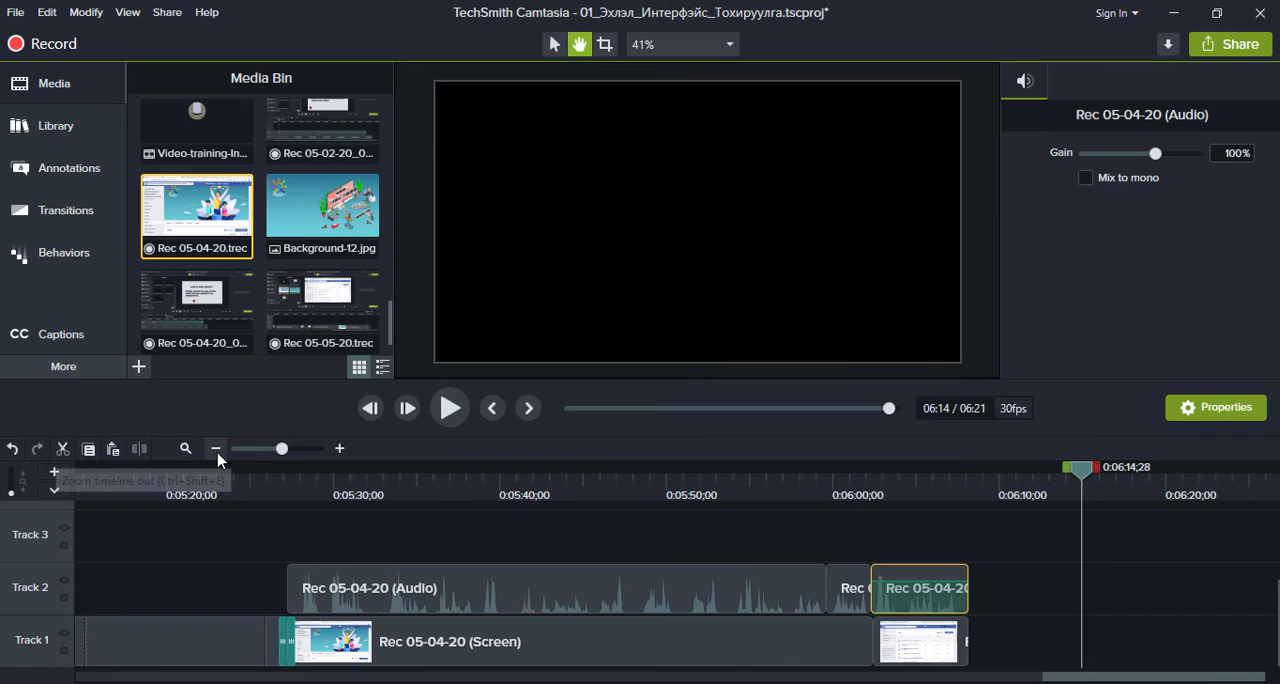 File Edit Modify View Share Help
TechSmith Camtasia - 01_Эхлэл_Интерфэйс_Тохируулга.tscproj*
Sign In
Record
41%
Share
Media
Library
Annotations
Transitions
Behaviors
CC Captions
More
Media Bin
Video-training-In...
Rec 05-02-20_0...
Rec 05-04-20.trec
Background-12.jpg
Rec 05-04-20_0...
Rec 05-05-20.trec
Rec 05-04-20 (Audio)
Gain 100%
Mix to mono
06:14 / 06:21 30fps
Properties
Zoom timeline out (Ctrl+Shift+E)
0:06:14;28
0:05:20;00 0:05:30;00 0:05:40;00 0:05:50;00 0:06:00;00 0:06:10;00 0:06:20;00
Track 3
Track 2
Rec 05-04-20 (Audio)
Rec
Rec 05-04-20
Track 1
Rec 05-04-20 (Screen)